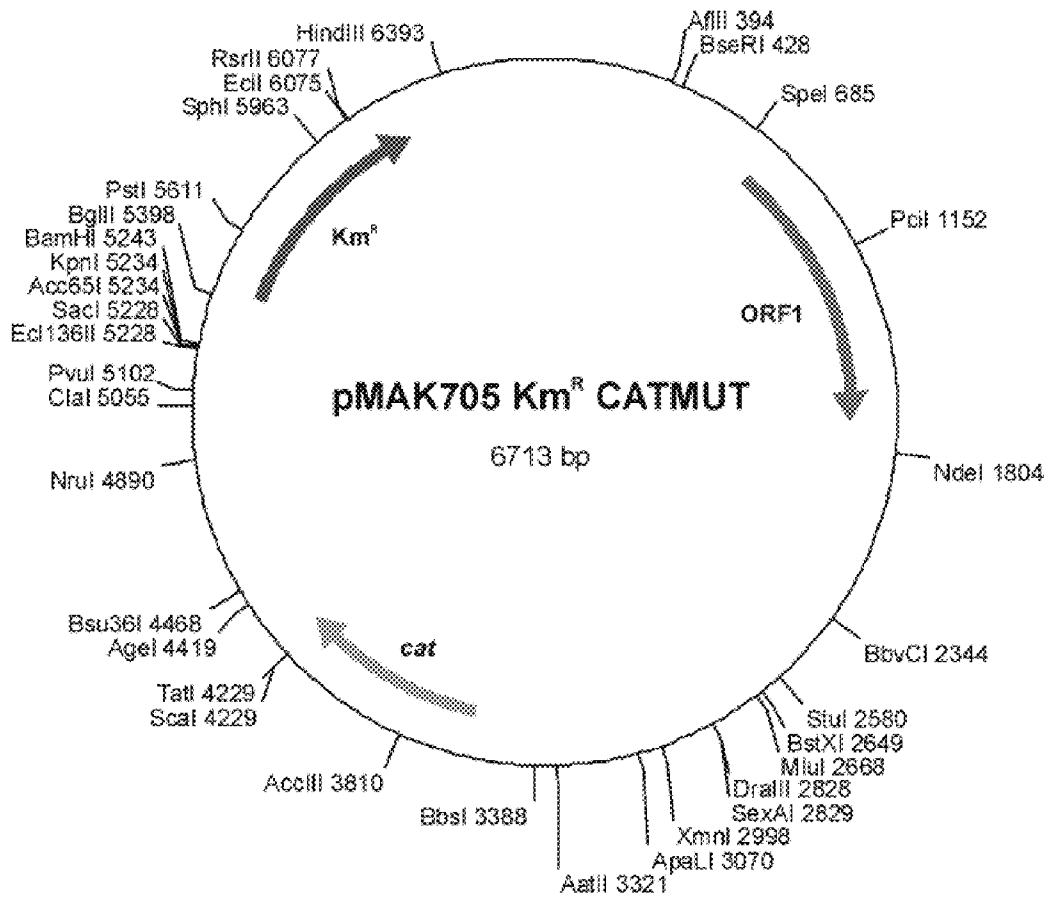 HindIII 6393
RsrII 6077
EciI 6075
SphI 5963
PstI 5611
BglII 5398
BamHI 5243
KpnI 5234
Acc65I 5234
SacI 5228
Ecl136II 5228
PvuI 5102
ClaI 5055
NruI 4890
Bsu36I 4468
AgeI 4419
TatI 4229
ScaI 4229
AccIII 3810
BbsI 3388
AatII 3321
ApaLI 3070
XmnI 2998
SexAI 2829
DraIII 2828
MluI 2668
BstXI 2649
StuI 2580
BbvCI 2344
NdeI 1804
PciI 1152
SpeI 685
BseRI 428
AflII 394
Km^R
ORF1
cat
pMAK705 Km^R CATMUT
6713 bp